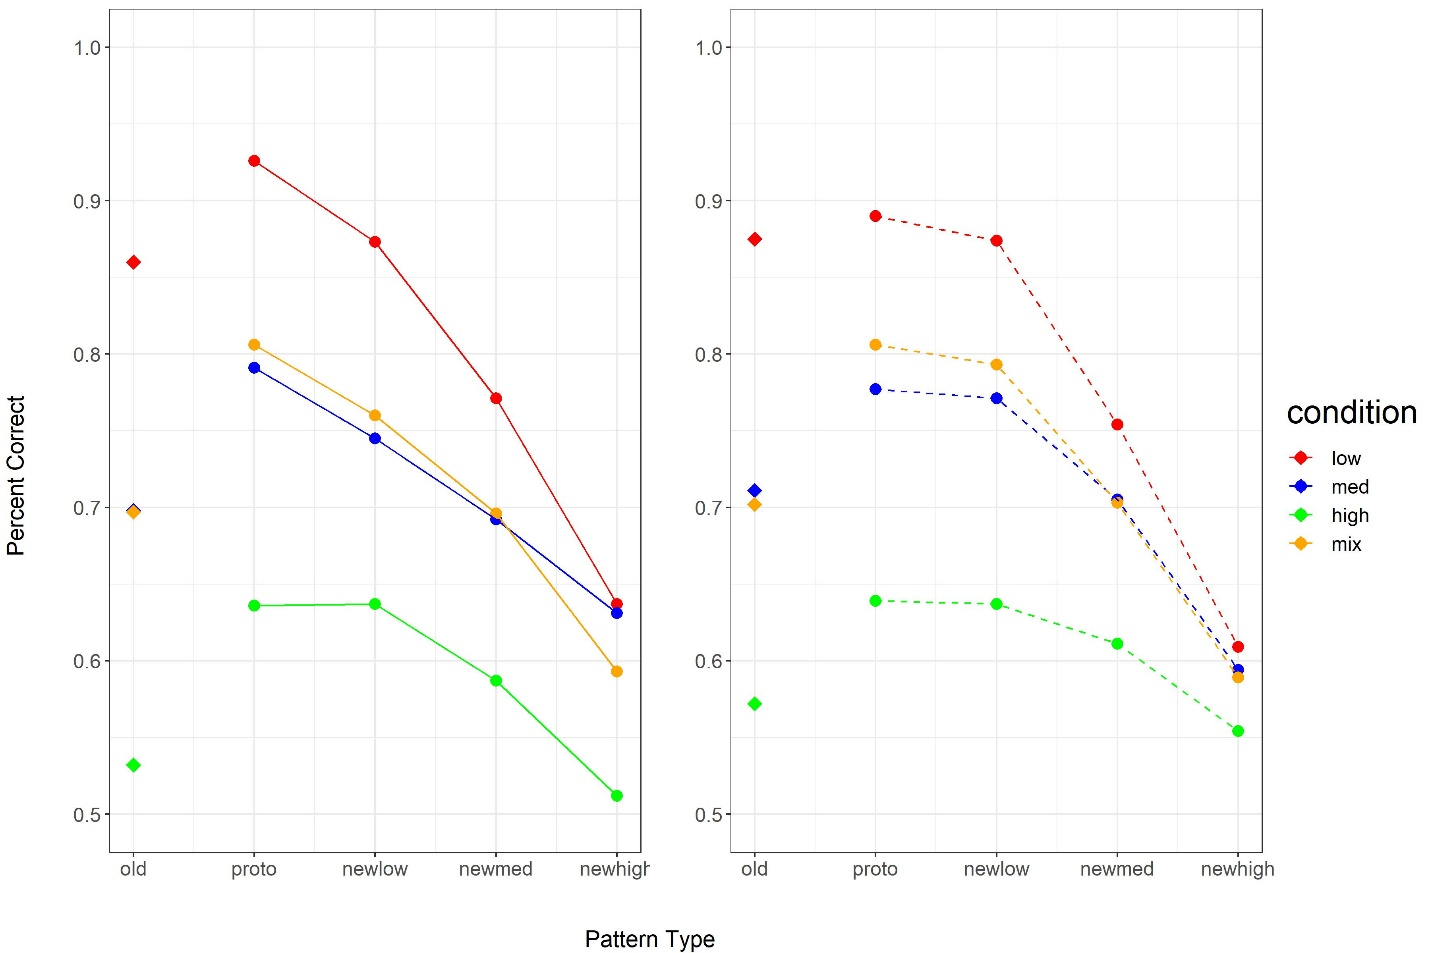 Percent Correct
1.0
0.9
0.8
0.7
0.6
0.5
old proto newlow newmed newhigh
1.0
0.9
0.8
0.7
0.6
0.5
old proto newlow newmed newhigh
Pattern Type
condition
low
med
high
mix